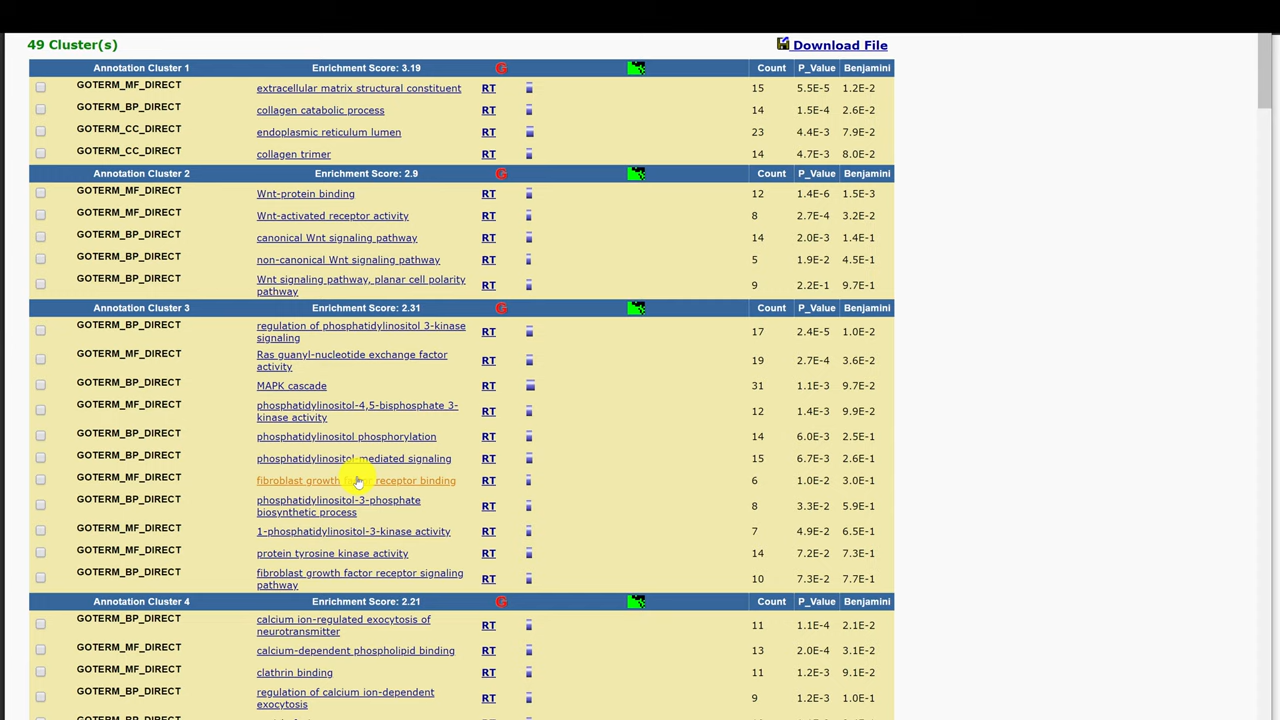 49 Cluster(s) Download File
Annotation Cluster 1 Enrichment Score: 3.19 G Count P_Value Benjamini
GOTERM_MF_DIRECT extracellular matrix structural constituent RT 15 5.5E-5 1.2E-2
GOTERM_BP_DIRECT collagen catabolic process RT 14 1.5E-4 2.6E-2
GOTERM_CC_DIRECT endoplasmic reticulum lumen RT 23 4.4E-3 7.9E-2
GOTERM_CC_DIRECT collagen trimer RT 14 4.7E-3 8.0E-2
Annotation Cluster 2 Enrichment Score: 2.9 G Count P_Value Benjamini
GOTERM_MF_DIRECT Wnt-protein binding RT 12 1.4E-6 1.5E-3
GOTERM_MF_DIRECT Wnt-activated receptor activity RT 8 2.7E-4 3.2E-2
GOTERM_BP_DIRECT canonical Wnt signaling pathway RT 14 2.0E-3 1.4E-1
GOTERM_BP_DIRECT non-canonical Wnt signaling pathway RT 5 1.9E-2 4.5E-1
GOTERM_BP_DIRECT Wnt signaling pathway, planar cell polarity
pathway RT 9 2.2E-1 9.7E-1
Annotation Cluster 3 Enrichment Score: 2.31 G Count P_Value Benjamini
GOTERM_BP_DIRECT regulation of phosphatidylinositol 3-kinase
signaling RT 17 2.4E-5 1.0E-2
GOTERM_MF_DIRECT Ras guanyl-nucleotide exchange factor
activity RT 19 2.7E-4 3.6E-2
GOTERM_BP_DIRECT MAPK cascade RT 31 1.1E-3 9.7E-2
GOTERM_MF_DIRECT phosphatidylinositol-4,5-bisphosphate 3-
kinase activity RT 12 1.4E-3 9.9E-2
GOTERM_BP_DIRECT phosphatidylinositol phosphorylation RT 14 6.0E-3 2.5E-1
GOTERM_BP_DIRECT phosphatidylinositol-mediated signaling RT 15 6.7E-3 2.6E-1
GOTERM_MF_DIRECT fibroblast growth factor receptor binding RT 6 1.0E-2 3.0E-1
GOTERM_BP_DIRECT phosphatidylinositol-3-phosphate
biosynthetic process RT 8 3.3E-2 5.9E-1
GOTERM_MF_DIRECT 1-phosphatidylinositol-3-kinase activity RT 7 4.9E-2 6.5E-1
GOTERM_MF_DIRECT protein tyrosine kinase activity RT 14 7.2E-2 7.3E-1
GOTERM_BP_DIRECT fibroblast growth factor receptor signaling
pathway RT 10 7.3E-2 7.7E-1
Annotation Cluster 4 Enrichment Score: 2.21 G Count P_Value Benjamini
GOTERM_BP_DIRECT calcium ion-regulated exocytosis of
neurotransmitter RT 11 1.1E-4 2.1E-2
GOTERM_MF_DIRECT calcium-dependent phospholipid binding RT 13 2.0E-4 3.1E-2
GOTERM_MF_DIRECT clathrin binding RT 11 1.2E-3 9.1E-2
GOTERM_BP_DIRECT regulation of calcium ion-dependent
exocytosis RT 9 1.2E-3 1.0E-1